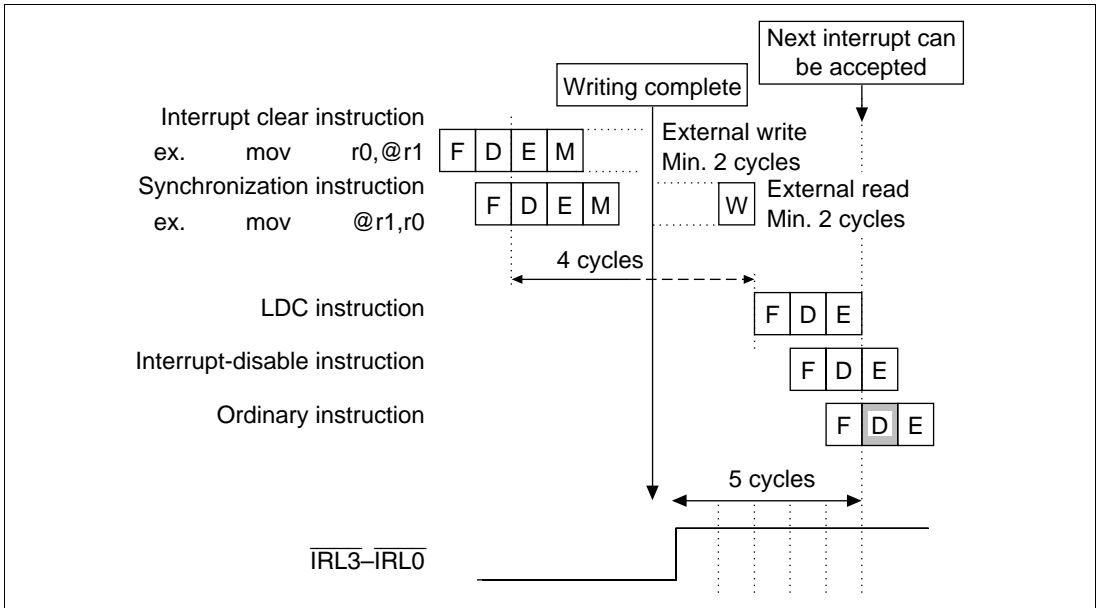 Next interrupt can
be accepted
Writing complete
Interrupt clear instruction
ex. mov r0,@r1
F D E M
External write
Min. 2 cycles
Synchronization instruction
ex. mov @r1,r0
F D E M
W
External read
Min. 2 cycles
4 cycles
LDC instruction
F D E
Interrupt-disable instruction
F D E
Ordinary instruction
F D E
5 cycles
IRL3–IRL0